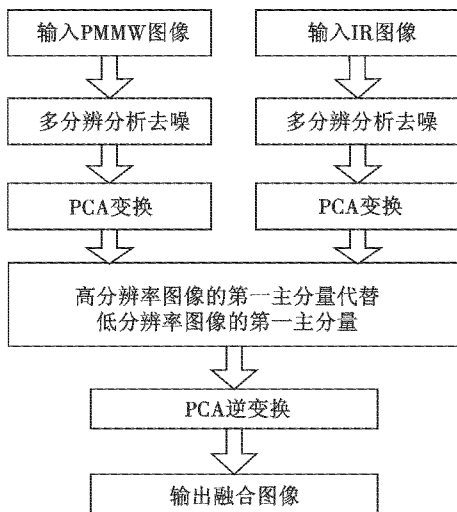 输入PMMW图像
输入IR图像
多分辨分析去噪
多分辨分析去噪
PCA变换
PCA变换
高分辨率图像的第一主分量代替
低分辨率图像的第一主分量
PCA逆变换
输出融合图像